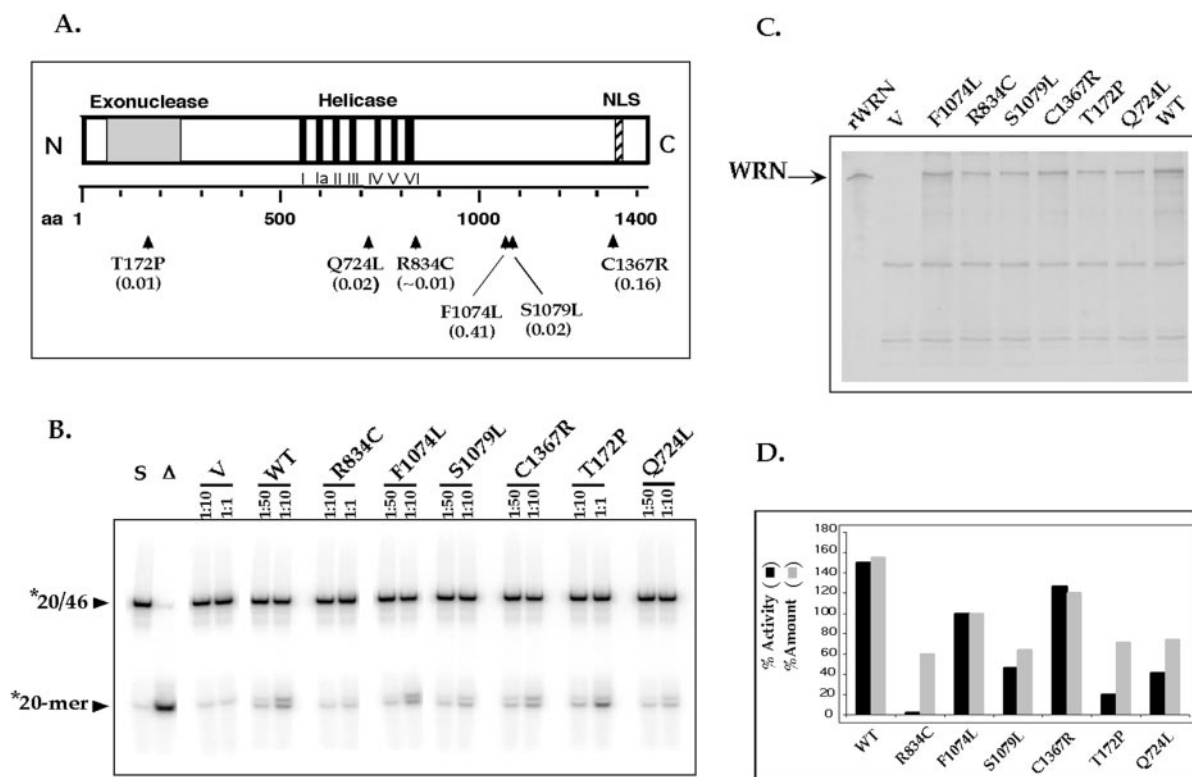 A.
Exonuclease Helicase NLS
N C
I Ia II III IV V VI
aa 1 500 1000 1400
T172P Q724L R834C C1367R
(0.01) (0.02) (~0.01) (0.16)
F1074L S1079L
(0.41) (0.02)
B.
S Δ V WT R834C F1074L S1079L C1367R T172P Q724L
1:10 1:1 1:50 1:10 1:10 1:1 1:50 1:10 1:50 1:10 1:50 1:10 1:10 1:1 1:50 1:10
*20/46
*20-mer
C.
rWRN V F1074L R834C S1079L C1367R T172P Q724L WT
WRN
D.
% Activity ( )
% Amount ( )
180
160
140
120
100
80
60
40
20
0
WT R834C F1074L S1079L C1367R T172P Q724L